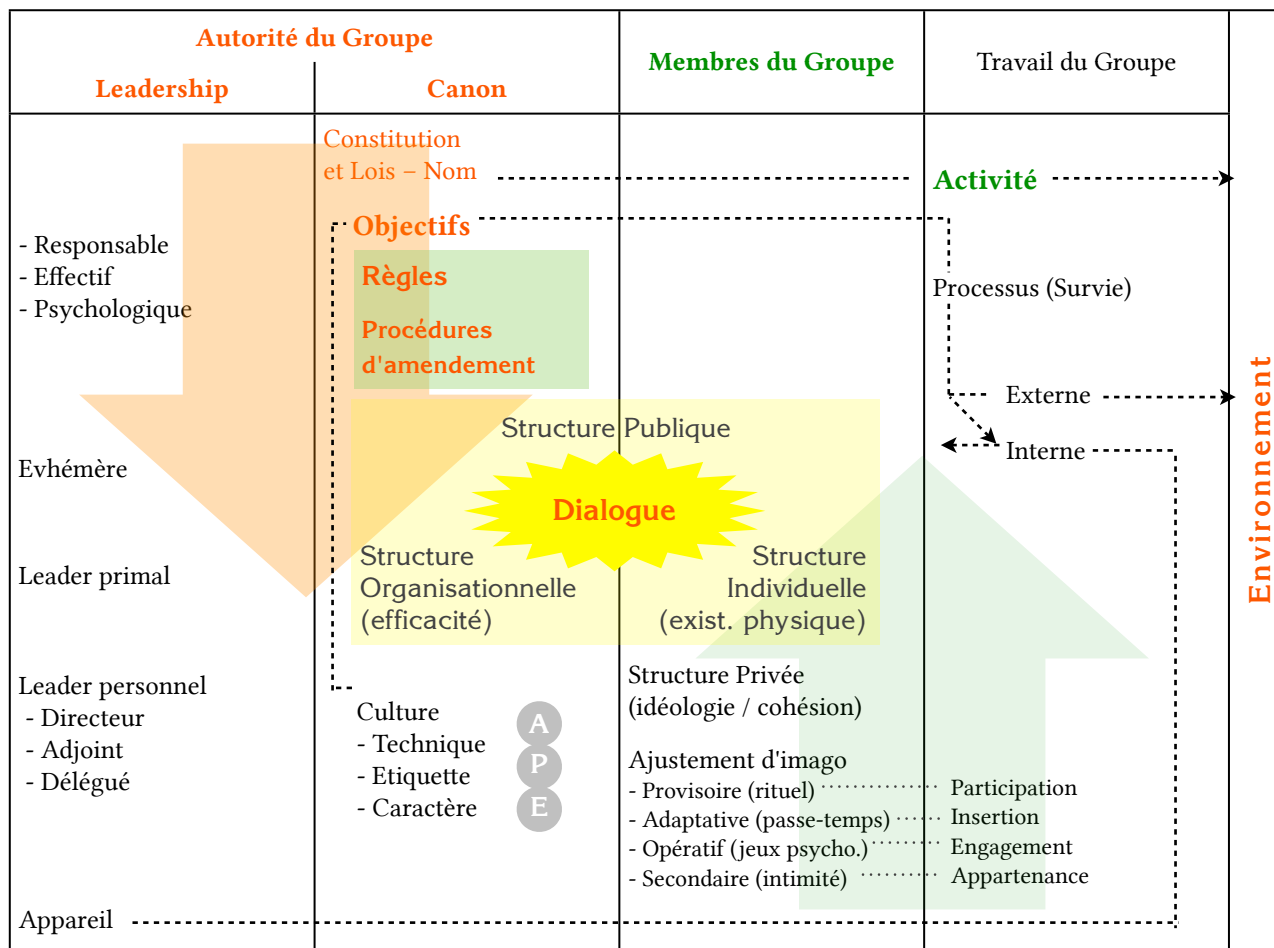 Autorité du Groupe
Leadership
Canon
Membres du Groupe
Travail du Groupe
- Responsable
- Effectif
- Psychologique
Evhémère
Leader primal
Leader personnel
- Directeur
- Adjoint
- Délégué
Appareil
Constitution
et Lois – Nom
Objectifs
Règles
Procédures
d'amendement
Structure Publique
Dialogue
Structure
Organisationnelle
(efficacité)
Structure
Individuelle
(exist. physique)
Culture
- Technique
- Etiquette
- Caractère
A
P
E
Structure Privée
(idéologie / cohésion)
Ajustement d'imago
- Provisoire (rituel)
- Adaptative (passe-temps)
- Opératif (jeux psycho.)
- Secondaire (intimité)
Activité
Processus (Survie)
Externe
Interne
Participation
Insertion
Engagement
Appartenance
Environnement